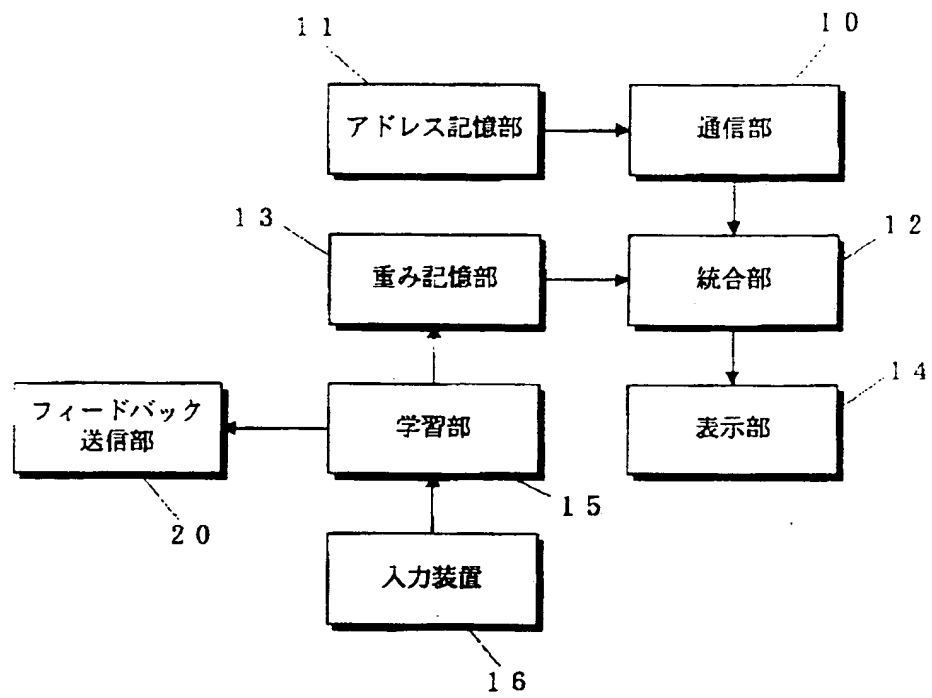 １１
１０
アドレス記憶部
通信部
１３
１２
重み記憶部
統合部
１４
フィードバック
送信部
学習部
表示部
１５
２０
入力装置
１６